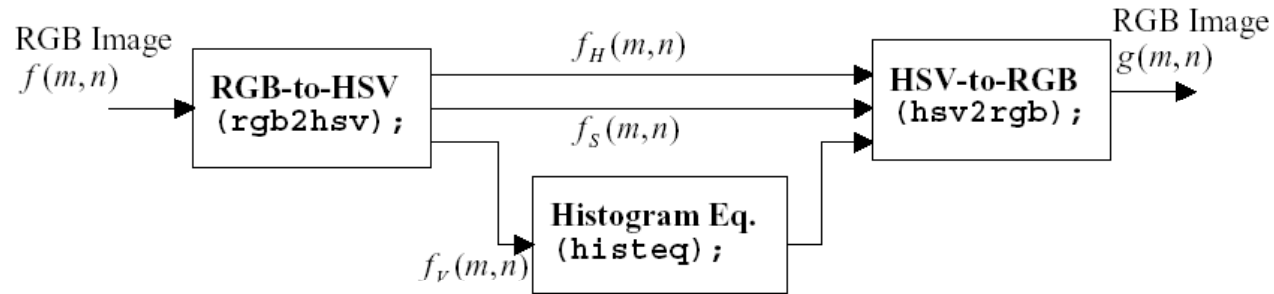 RGB Image
f(m,n)
RGB-to-HSV
(rgb2hsv);
f_H(m,n)
f_S(m,n)
f_V(m,n)
Histogram Eq.
(histeq);
HSV-to-RGB
(hsv2rgb);
RGB Image
g(m,n)